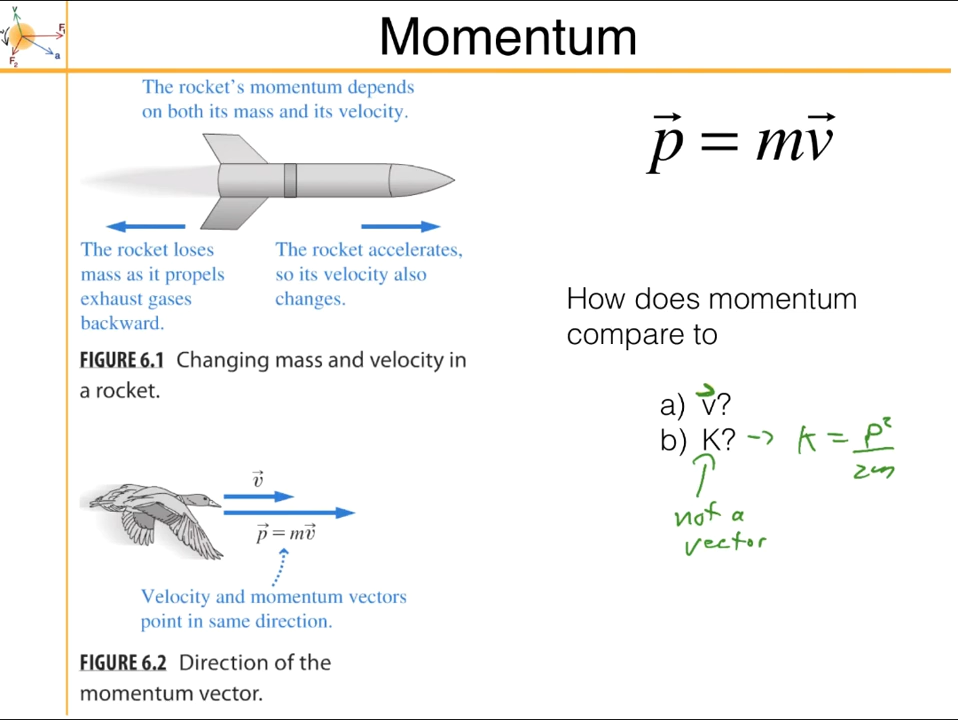 y
F₁
a
F₂
Momentum
The rocket's momentum depends
on both its mass and its velocity.
The rocket loses
mass as it propels
exhaust gases
backward.
The rocket accelerates,
so its velocity also
changes.
FIGURE 6.1 Changing mass and velocity in
a rocket.
v⃗
p⃗ = mv⃗
Velocity and momentum vectors
point in same direction.
FIGURE 6.2 Direction of the
momentum vector.
p⃗ = mv⃗
How does momentum
compare to
a) v⃗?
b) K? → K = p²/2m
not a
vector